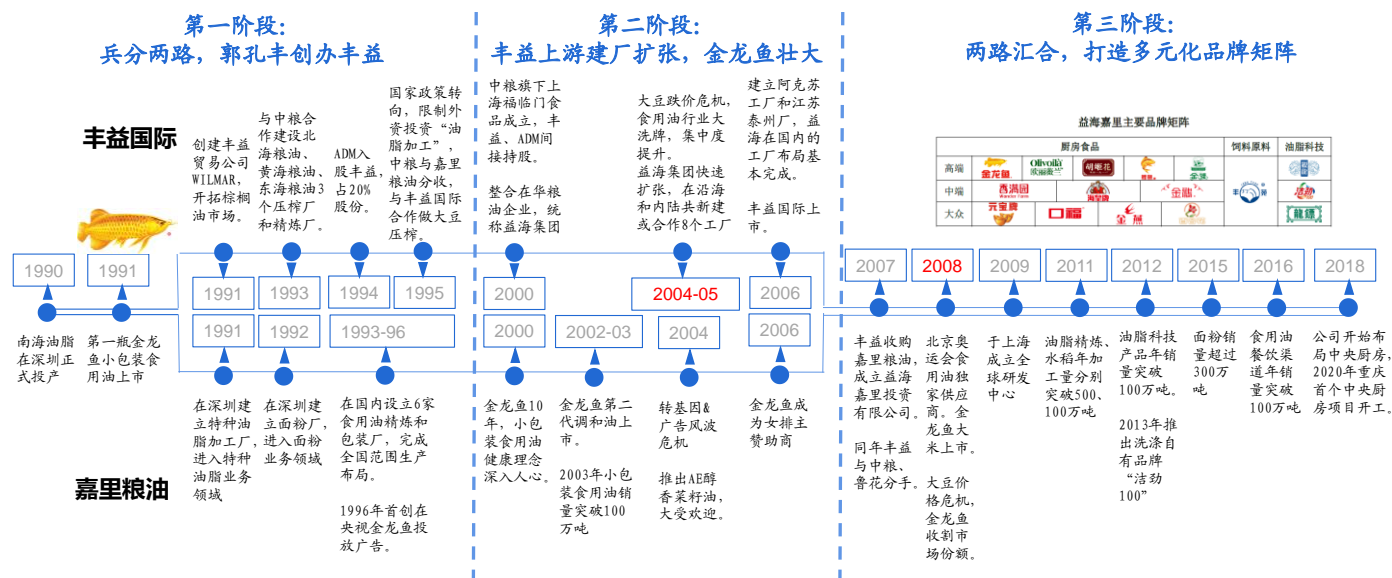 第一阶段：
兵分两路，郭孔丰创办丰益
第二阶段：
丰益上游建厂扩张，金龙鱼壮大
第三阶段：
两路汇合，打造多元化品牌矩阵
丰益国际
创建丰益
贸易公司
WILMAR，
开拓棕榈
油市场。
与中粮合
作建设北
海粮油、
黄海粮油、
东海粮油3
个压榨厂
和精炼厂。
ADM入
股丰益，
占20%
股份。
国家政策转
向，限制外
资投资“油
脂加工”，
中粮与嘉里
粮油分收，
与丰益国际
合作做大豆
压榨。
中粮旗下上
海福临门食
品成立，丰
益、ADM间
接持股。
整合在华粮
油企业，统
称益海集团
大豆跌价危机，
食用油行业大
洗牌，集中度
提升。
益海集团快速
扩张，在沿海
和内陆共新建
或合作8个工厂
建立阿克苏
工厂和江苏
泰州厂，益
海在国内的
工厂布局基
本完成。
丰益国际上
市。
益海嘉里主要品牌矩阵
厨房食品
饲料原料
油脂科技
高端
金龙鱼
Olivoilà
欧丽薇兰
胡姬花
中端
香满园
海皇牌
金味
丰
苑
洁劲
大众
元宝牌
口福
金燕
龍鏢
1990
1991
1991
1993
1994
1995
2000
2004-05
2006
2007
2008
2009
2011
2012
2015
2016
2018
1991
1992
1993-96
2000
2002-03
2004
2006
南海油脂
在深圳正
式投产
第一瓶金龙
鱼小包装食
用油上市
嘉里粮油
在深圳建
立特种油
脂加工厂，
进入特种
油脂业务
领域
在深圳建
立面粉厂，
进入面粉
业务领域
在国内设立6家
食用油精炼和
包装厂，完成
全国范围生产
布局。
1996年首创在
央视金龙鱼投
放广告。
金龙鱼10
年，小包
装食用油
健康理念
深入人心。
金龙鱼第二
代调和油上
市。
2003年小包
装食用油销
量突破100
万吨
转基因&
广告风波
危机
推出AE醇
香菜籽油，
大受欢迎。
金龙鱼成
为女排主
赞助商
丰益收购
嘉里粮油，
成立益海
嘉里投资
有限公司。
同年丰益
与中粮、
鲁花分手。
北京奥
运会食
用油独
家供应
商。金
龙鱼大
米上市。
大豆价
格危机，
金龙鱼
收割市
场份额。
于上海
成立全
球研发
中心
油脂精炼、
水稻年加
工量分别
突破500、
100万吨
油脂科技
产品年销
量突破
100万吨。
2013年推
出洗涤自
有品牌
“洁劲
100”
面粉销
量超过
300万
吨
食用油
餐饮渠
道年销
量突破
100万吨
公司开始布
局中央厨房，
2020年重庆
首个中央厨
房项目开工。